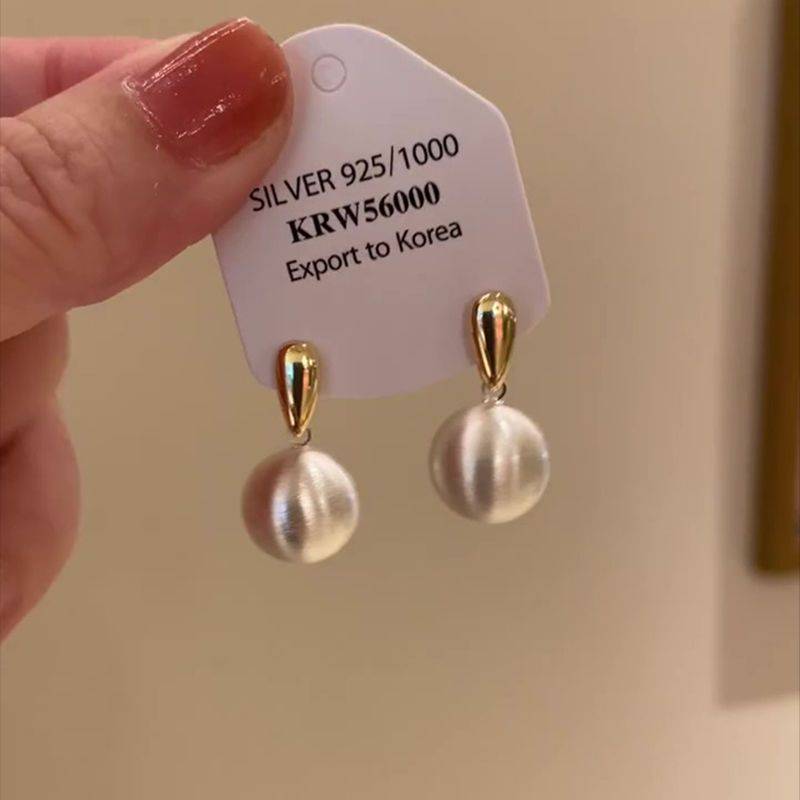 SILVER 925/1000
KRW56000
Export to Korea